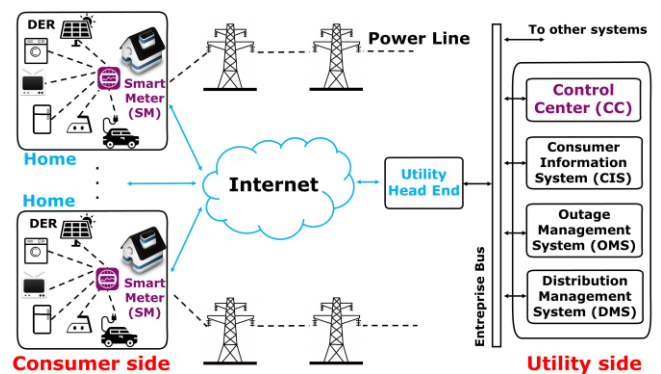 DER
Smart
Meter
(SM)
Home
Home
DER
Smart
Meter
(SM)
Consumer side
Power Line
Internet
Utility
Head End
Entreprise Bus
To other systems
Control
Center (CC)
Consumer
Information
System (CIS)
Outage
Management
System (OMS)
Distribution
Management
System (DMS)
Utility side